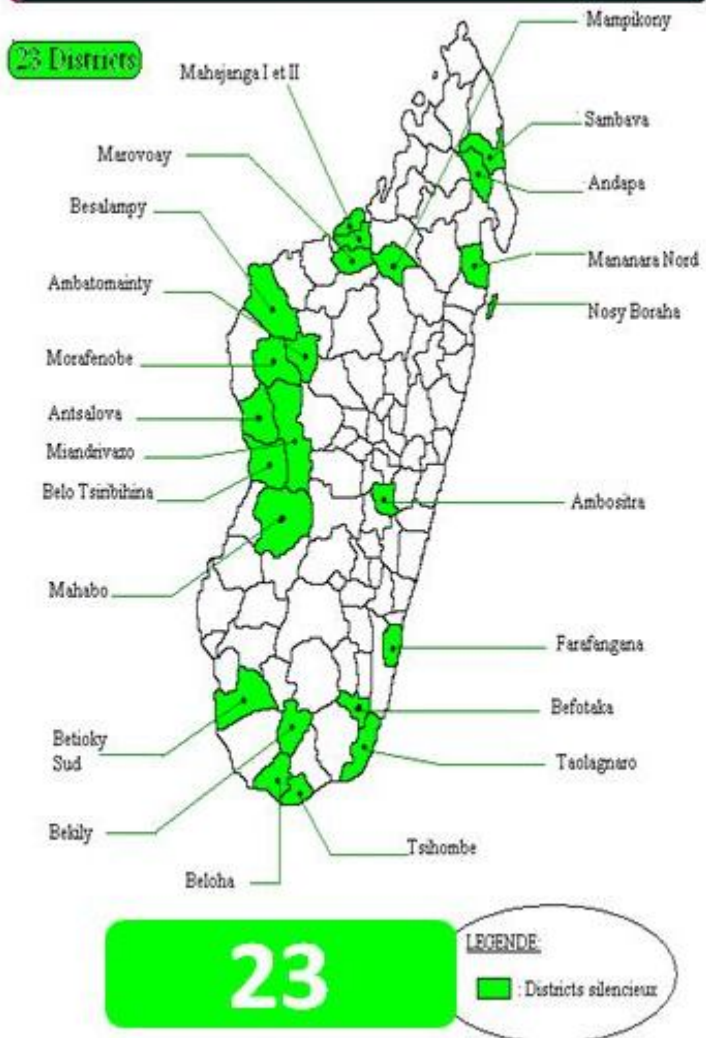 Mampikony
23 Districts
Mahajanga I et II
Sambava
Marovoay
Andapa
Besalampy
Mananara Nord
Ambatomainty
Nosy Boraha
Morafenobe
Antsalova
Miandrivazo
Belo Tsiribihina
Ambositra
Mahabo
Farafangana
Befotaka
Betioky
Sud
Taolagnaro
Bekily
Tsihombe
Beloha
23
LEGENDE:
: Districts silencieux